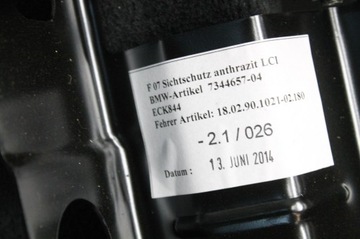 F 07 Sichtschutz anthrazit LCI
BMW-Artikel 7344657-04
ECK844
Fehrer Artikel: 18.02.90.1021-02.180
- 2.1 / 026
Datum : 13. JUNI 2014